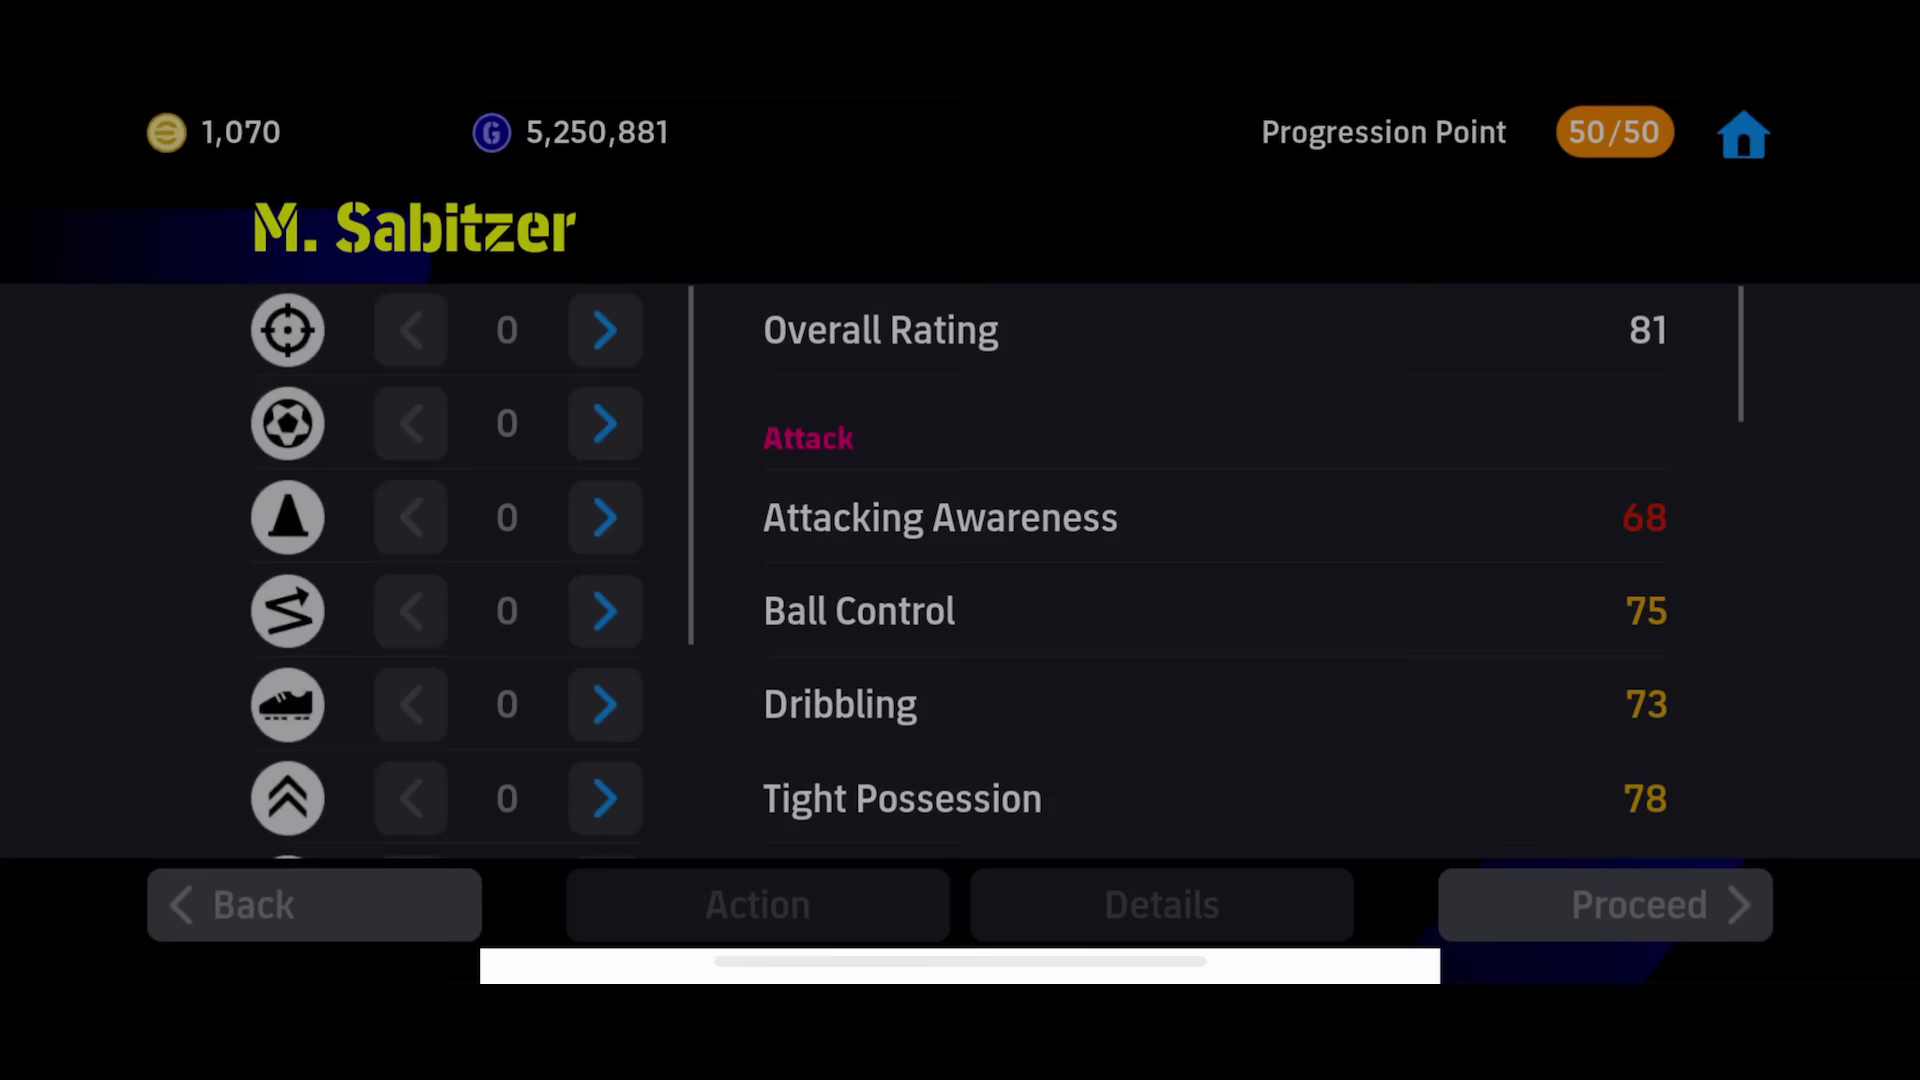 1,070
G 5,250,881
Progression Point
50/50
M. Sabitzer
0
Overall Rating 81
0
Attack
0
Attacking Awareness 68
0
Ball Control 75
0
Dribbling 73
0
Tight Possession 78
Back
Action
Details
Proceed